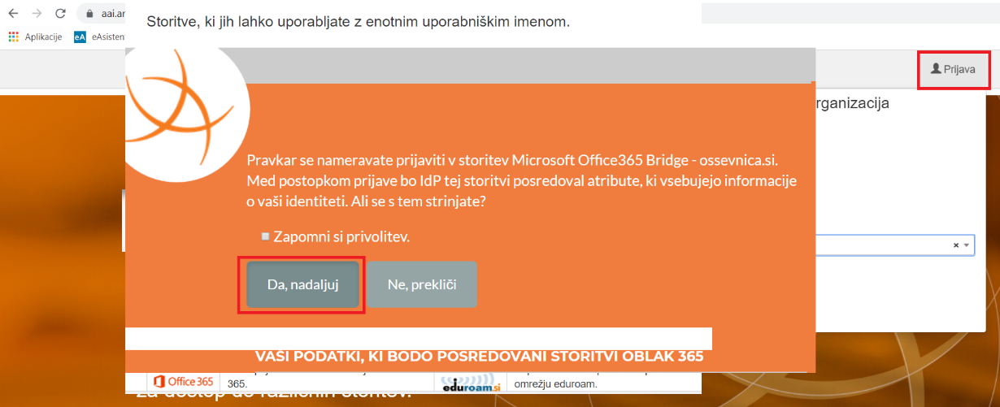 aai.ar
Aplikacije eA eAsistent
Storitve, ki jih lahko uporabljate z enotnim uporabniškim imenom.
Prijava
rganizacija
Pravkar se nameravate prijaviti v storitev Microsoft Office365 Bridge - ossevnica.si.
Med postopkom prijave bo IdP tej storitvi posredoval atribute, ki vsebujejo informacije
o vaši identiteti. Ali se s tem strinjate?
Zapomni si privolitev.
Da, nadaljuj
Ne, prekliči
VAŠI PODATKI, KI BODO POSREDOVANI STORITVI OBLAK 365
Office 365
365.
eduroam.si
omrežju eduroam.
za dostop do različnih storitev.